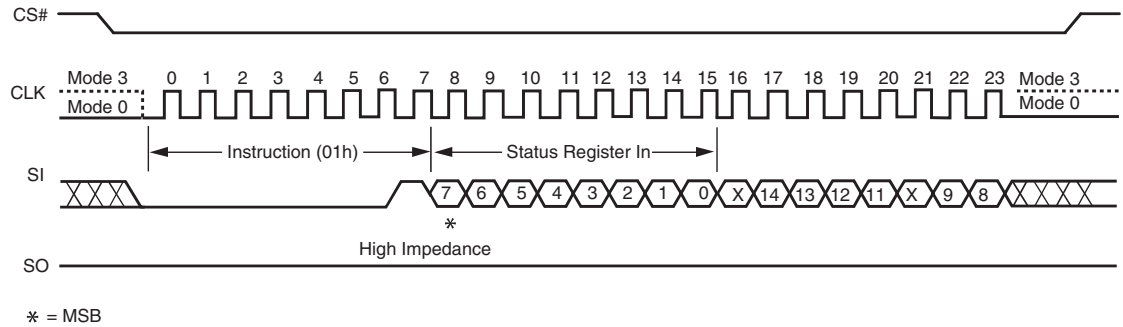 CS#
Mode 3 0 1 2 3 4 5 6 7 8 9 10 11 12 13 14 15 16 17 18 19 20 21 22 23 Mode 3
CLK
Mode 0 Mode 0
Instruction (01h) Status Register In
SI
7 6 5 4 3 2 1 0 X 14 13 12 11 X 9 8
*
High Impedance
SO
* = MSB